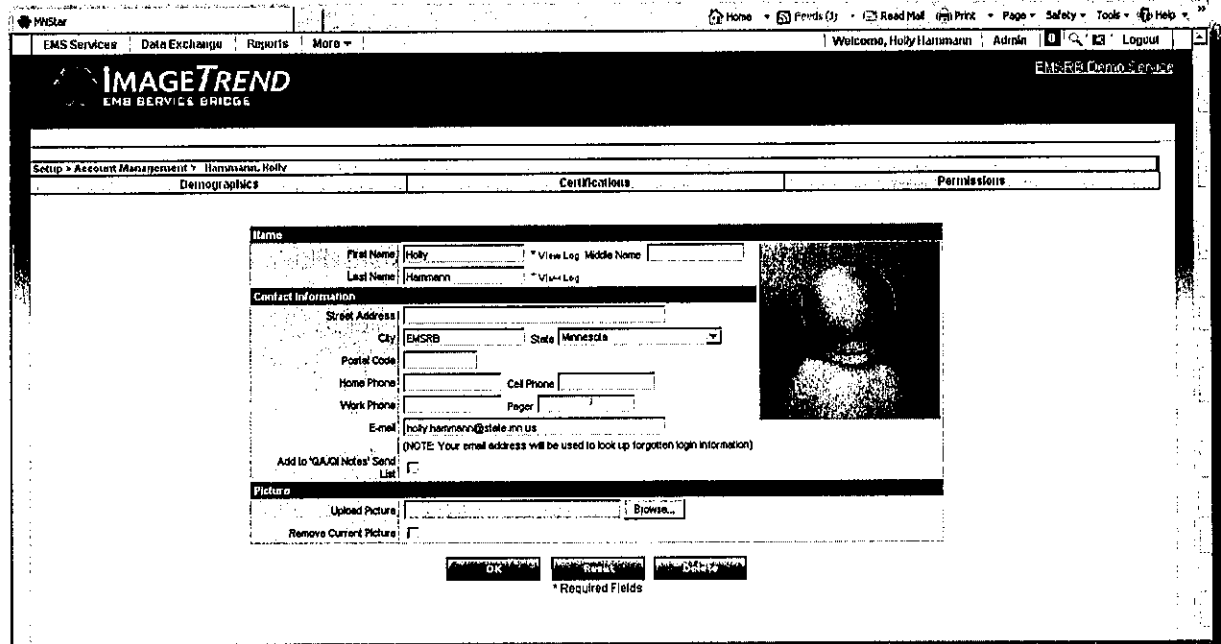 MNStar
Home Feeds (J) Read Mail Print Page Safety Tools Help
EMS Services Data Exchange Reports More Welcome, Holly Hammann Admin 0 Logout
IMAGETREND
EMS SERVICE BRIDGE
EMSRB Demo Service
Setup > Account Management > Hammann, Holly
Demographics Certifications Permissions
Name
First Name Holly * View Log Middle Name
Last Name Hammann * View Log
Contact Information
Street Address
City EMSRB State Minnesota
Postal Code
Home Phone Cell Phone
Work Phone Pager
E-mail holly.hammann@state.mn.us
(NOTE: Your email address will be used to look up forgotten login information)
Add to 'QA/QI Notes' Send
List
Picture
Upload Picture Browse...
Remove Current Picture
OK Reset Delete
* Required Fields